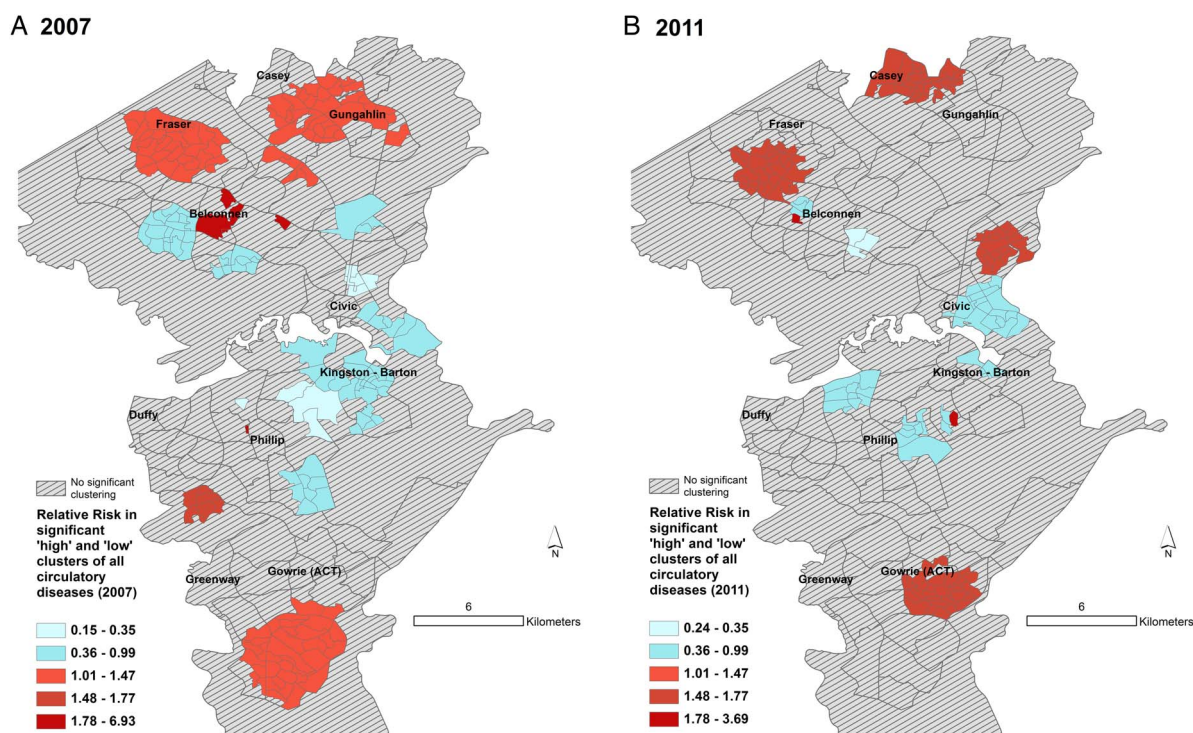 A 2007
Casey
Gungahlin
Fraser
Belconnen
Civic
Kingston - Barton
Duffy
Phillip
No significant
clustering
Relative Risk in
significant
'high' and 'low'
clusters of all
circulatory
diseases (2007)
N
Greenway
Gowrie (ACT)
6
Kilometers
0.15 - 0.35
0.36 - 0.99
1.01 - 1.47
1.48 - 1.77
1.78 - 6.93
B 2011
Casey
Gungahlin
Fraser
Belconnen
Civic
Kingston - Barton
Duffy
Phillip
No significant
clustering
Relative Risk in
significant
'high' and 'low'
clusters of all
circulatory
diseases (2011)
N
Greenway
Gowrie (ACT)
6
Kilometers
0.24 - 0.35
0.36 - 0.99
1.01 - 1.47
1.48 - 1.77
1.78 - 3.69